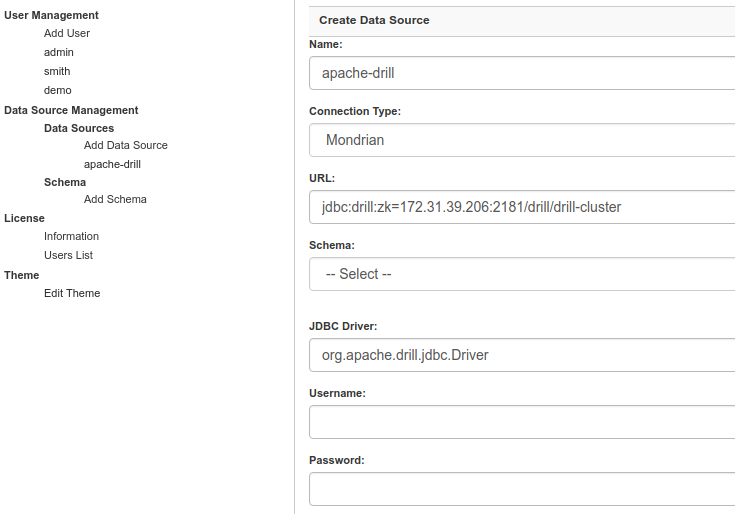 User Management
Add User
admin
smith
demo
Data Source Management
Data Sources
Add Data Source
apache-drill
Schema
Add Schema
License
Information
Users List
Theme
Edit Theme
Create Data Source
Name:
apache-drill
Connection Type:
Mondrian
URL:
jdbc:drill:zk=172.31.39.206:2181/drill/drill-cluster
Schema:
-- Select --
JDBC Driver:
org.apache.drill.jdbc.Driver
Username:
Password: